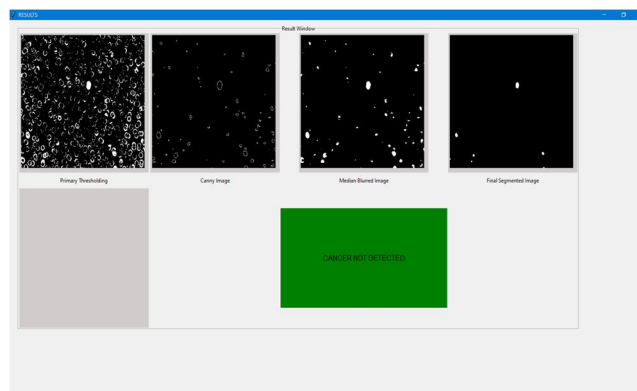 RESULTS
Result Window
Primary Thresholding
Canny Image
Median Blurred Image
Final Segmented Image
CANCER NOT DETECTED